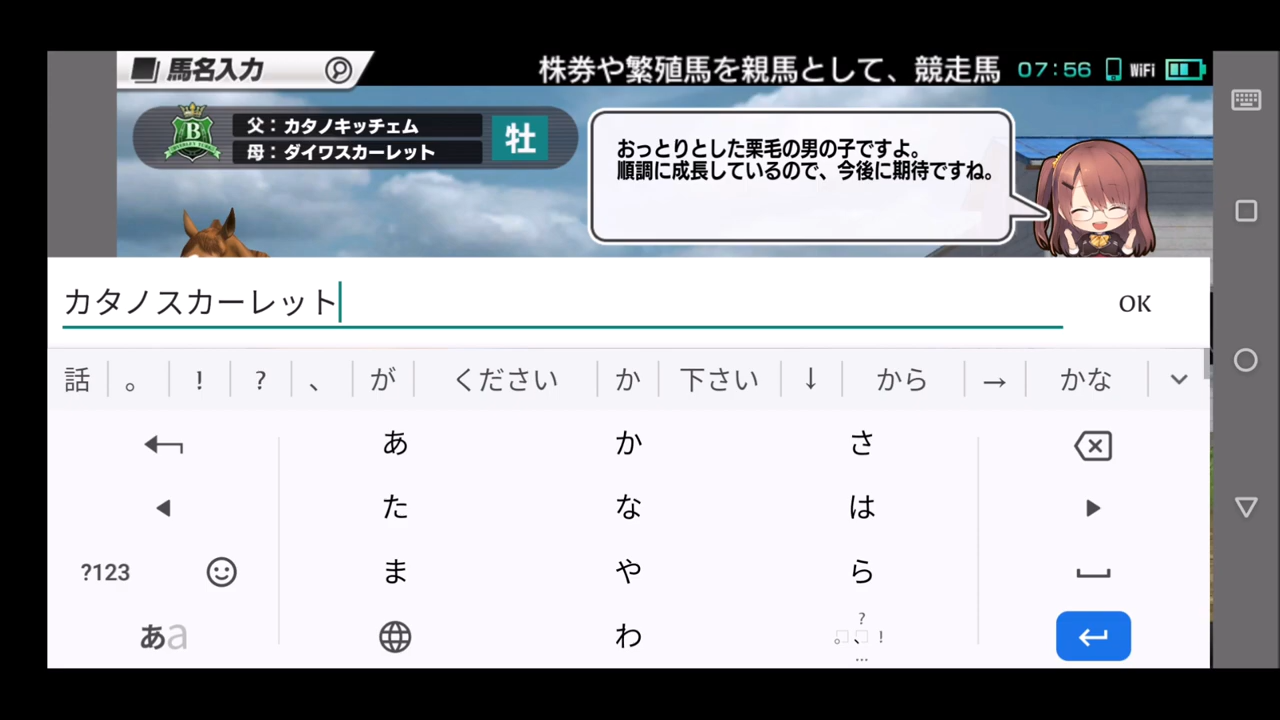 馬名入力
株券や繁殖馬を親馬として、競走馬
07:56
WiFi
B
父：カタノキッチェム
母：ダイワスカーレット
牡
おっとりとした栗毛の男の子ですよ。
順調に成長しているので、今後に期待ですね。
カタノスカーレット
OK
話 。 ! ? 、 が ください か 下さい ↓ から → かな
あ か さ
た な は
?123 ま や ら
あa わ 。、?!…